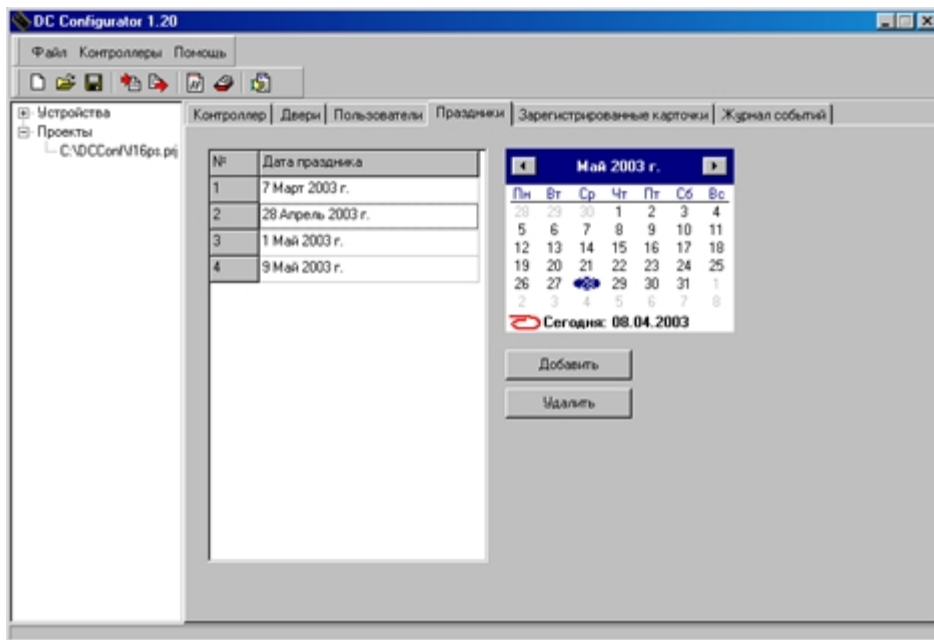 DC Configurator 1.20
Файл Контроллеры Помощь
Устройства
Проекты
C:\DCConf\V16ps.prj
Контроллер Двери Пользователи Праздники Зарегистрированные карточки Журнал событий
№ Дата праздника
1 7 Март 2003 г.
2 28 Апрель 2003 г.
3 1 Май 2003 г.
4 9 Май 2003 г.
Май 2003 г.
Пн Вт Ср Чт Пт Сб Вс
28 29 30 1 2 3 4
5 6 7 8 9 10 11
12 13 14 15 16 17 18
19 20 21 22 23 24 25
26 27 28 29 30 31 1
2 3 4 5 6 7 8
Сегодня: 08.04.2003
Добавить
Удалить